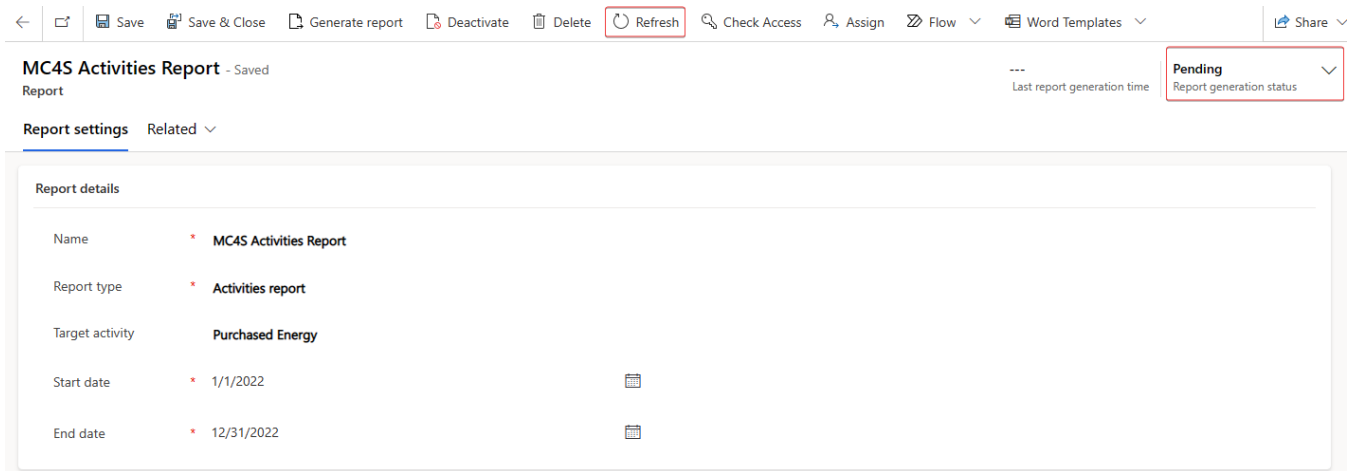 Save Save & Close Generate report Deactivate Delete Refresh Check Access Assign Flow Word Templates Share
MC4S Activities Report - Saved
Report
---
Last report generation time
Pending
Report generation status
Report settings Related
Report details
Name * MC4S Activities Report
Report type * Activities report
Target activity Purchased Energy
Start date * 1/1/2022
End date * 12/31/2022